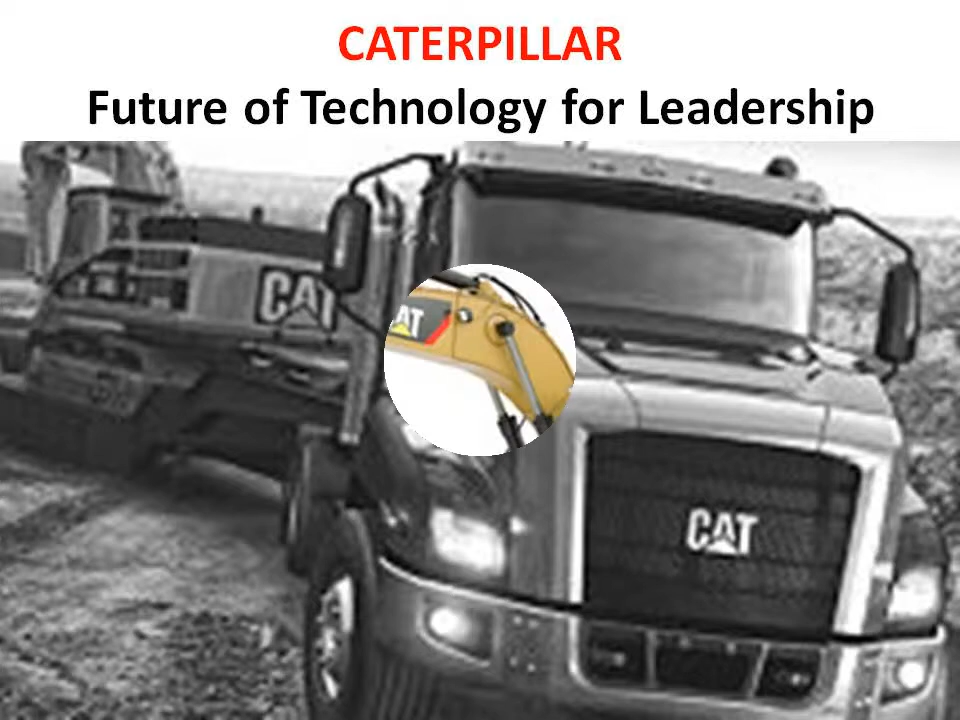 CATERPILLAR
Future of Technology for Leadership
CAT
CAT
CAT